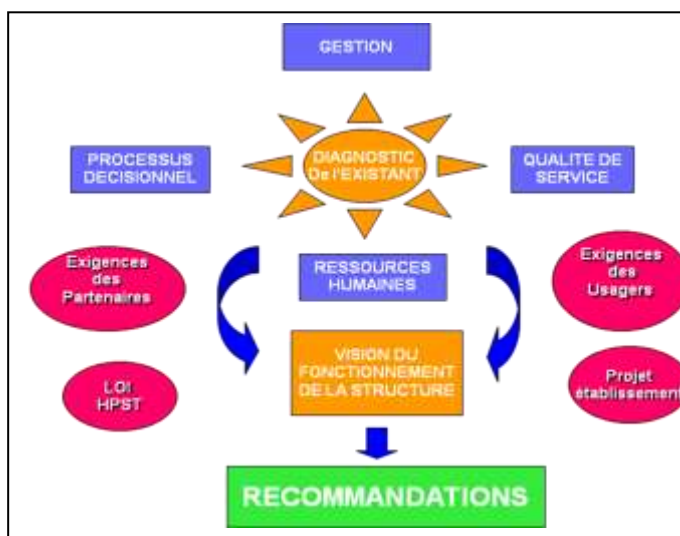 GESTION
PROCESSUS
DECISIONNEL
DIAGNOSTIC
De l'EXISTANT
QUALITE DE
SERVICE
Exigences
des
Partenaires
RESSOURCES
HUMAINES
Exigences
des
Usagers
LOI
HPST
VISION DU
FONCTIONNEMENT
DE LA STRUCTURE
Projet
établissement
RECOMMANDATIONS